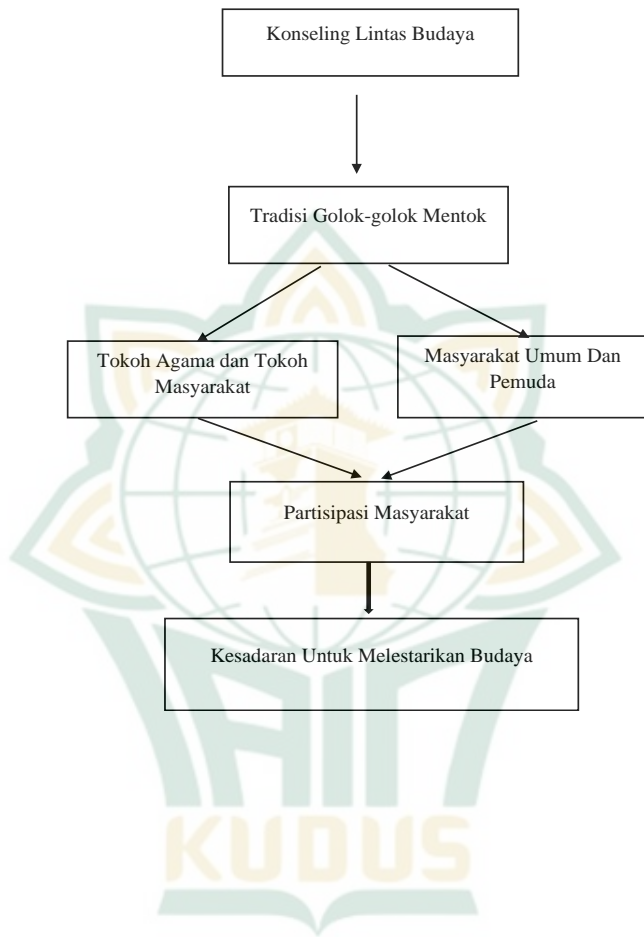 Konseling Lintas Budaya
Tradisi Golok-golok Mentok
Tokoh Agama dan Tokoh
Masyarakat
Masyarakat Umum Dan
Pemuda
Partisipasi Masyarakat
Kesadaran Untuk Melestarikan Budaya
IAIN
KUDUS